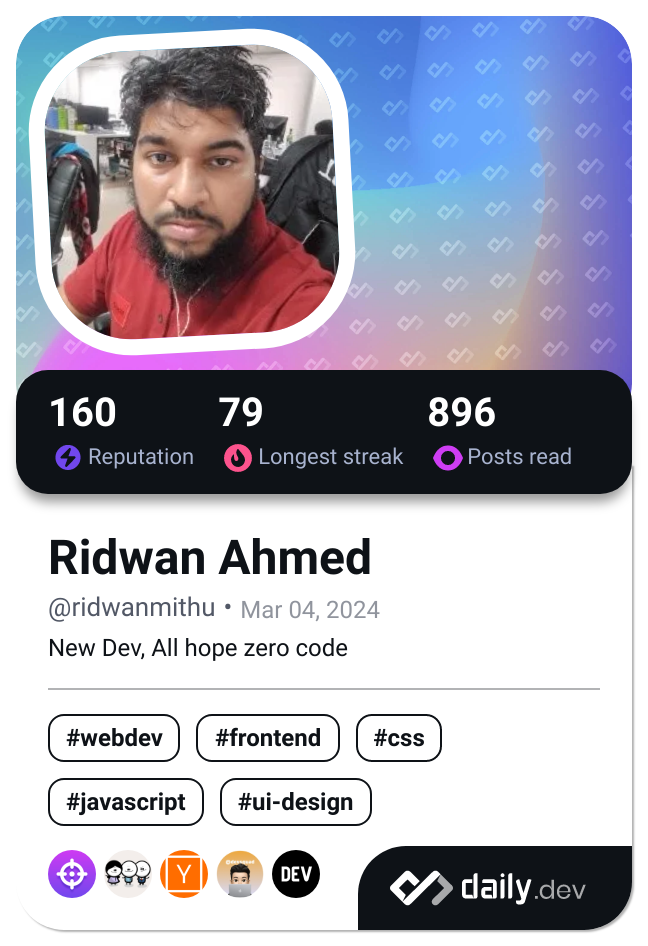 160 79 896
Reputation Longest streak Posts read
Ridwan Ahmed
@ridwanmithu • Mar 04, 2024
New Dev, All hope zero code
#webdev #frontend #css
#javascript #ui-design
Y DEV
daily.dev